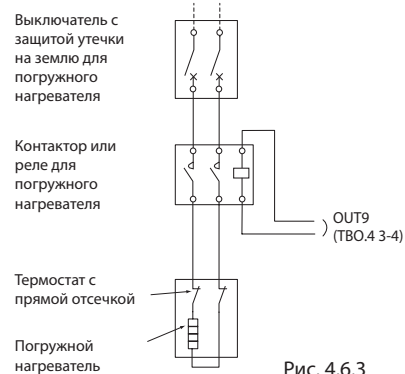 Выключатель с
защитой утечки
на землю для
погружного
нагревателя
Контактор или
реле для
погружного
нагревателя
OUT9
(TBO.4 3-4)
Термостат с
прямой отсечкой
Погружной
нагреватель
Рис. 4.6.3